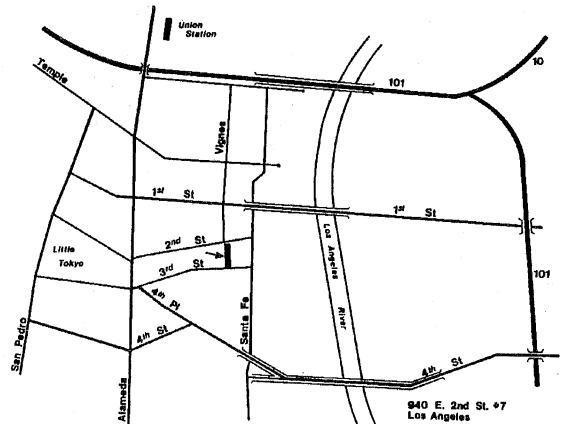 Union
Station
Temple
101
10
Vignes
1st St
1st St
2nd St
Little
Tokyo
3rd St
Los Angeles River
4th Pl
4th St
Santa Fe
San Pedro
Alameda
101
4th St
940 E. 2nd St. #7
Los Angeles